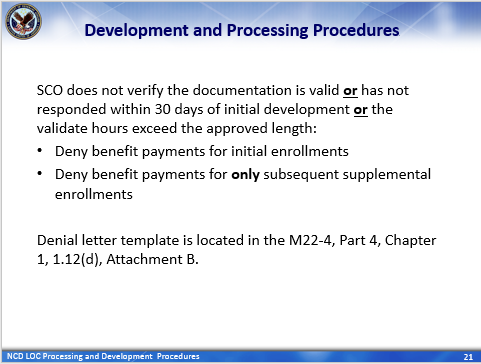 Development and Processing Procedures
SCO does not verify the documentation is valid or has not
responded within 30 days of initial development or the
validate hours exceed the approved length:
• Deny benefit payments for initial enrollments
• Deny benefit payments for only subsequent supplemental
enrollments
Denial letter template is located in the M22-4, Part 4, Chapter
1, 1.12(d), Attachment B.
NCD LOC Processing and Development Procedures
21